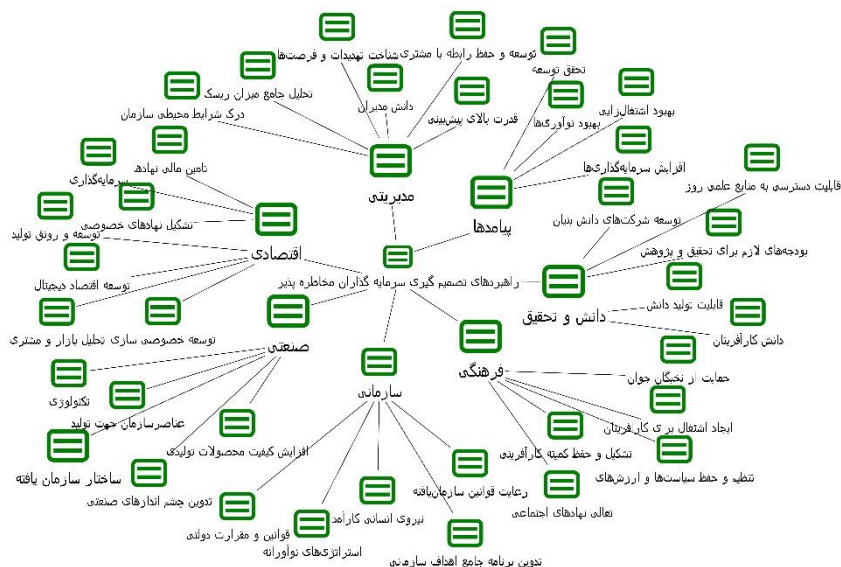 توسعه و حفظ رابطه با مشتری
شناخت تهدیدات و فرصت‌ها
تحقق توسعه
تحلیل جامع میزان ریسک
دانش مدیران
بهبود اشتغال‌زایی
درک شرایط محیطی سازمان
قدرت بالای پیش‌بینی
بهبود نوآوری‌ها
تامین مالی نهادها
افزایش سرمایه‌گذاری‌ها
سرمایه‌گذاری
مدیریتی
قابلیت دسترسی به منابع علمی روز
پیامدها
توسعه شرکت‌های دانش بنیان
تشکیل نهادهای خصوصی
توسعه و رونق تولید
اقتصادی
بودجه‌های لازم برای تحقیق و پژوهش
راهبردهای تصمیم گیری سرمایه گذاران مخاطره پذیر
توسعه اقتصاد دیجیتال
قابلیت تولید دانش
دانش و تحقیق
دانش کارآفرینان
تحلیل بازار و مشتری
توسعه خصوصی سازی
صنعتی
فرهنگی
حمایت از نخبگان جوان
سازمانی
تکنولوژی
عناصرسازمان جهت تولید
ایجاد اشتغال بر ی کارآفرینان
افزایش کیفیت محصولات تولیدی
تشکیل و حفظ کمیته کارآفرینی
ساختار سازمان یافته
تنظیم و حفظ سیاست‌ها و ارزش‌های
رعایت قوانین سازمان‌یافته
تدوین چشم اندازهای صنعتی
تعالی نهادهای اجتماعی
نیروی انسانی کارآمد
قوانین و مقرارت دولتی
استراتژی‌های نوآورانه
تدوین برنامه جامع اهداف سازمانی